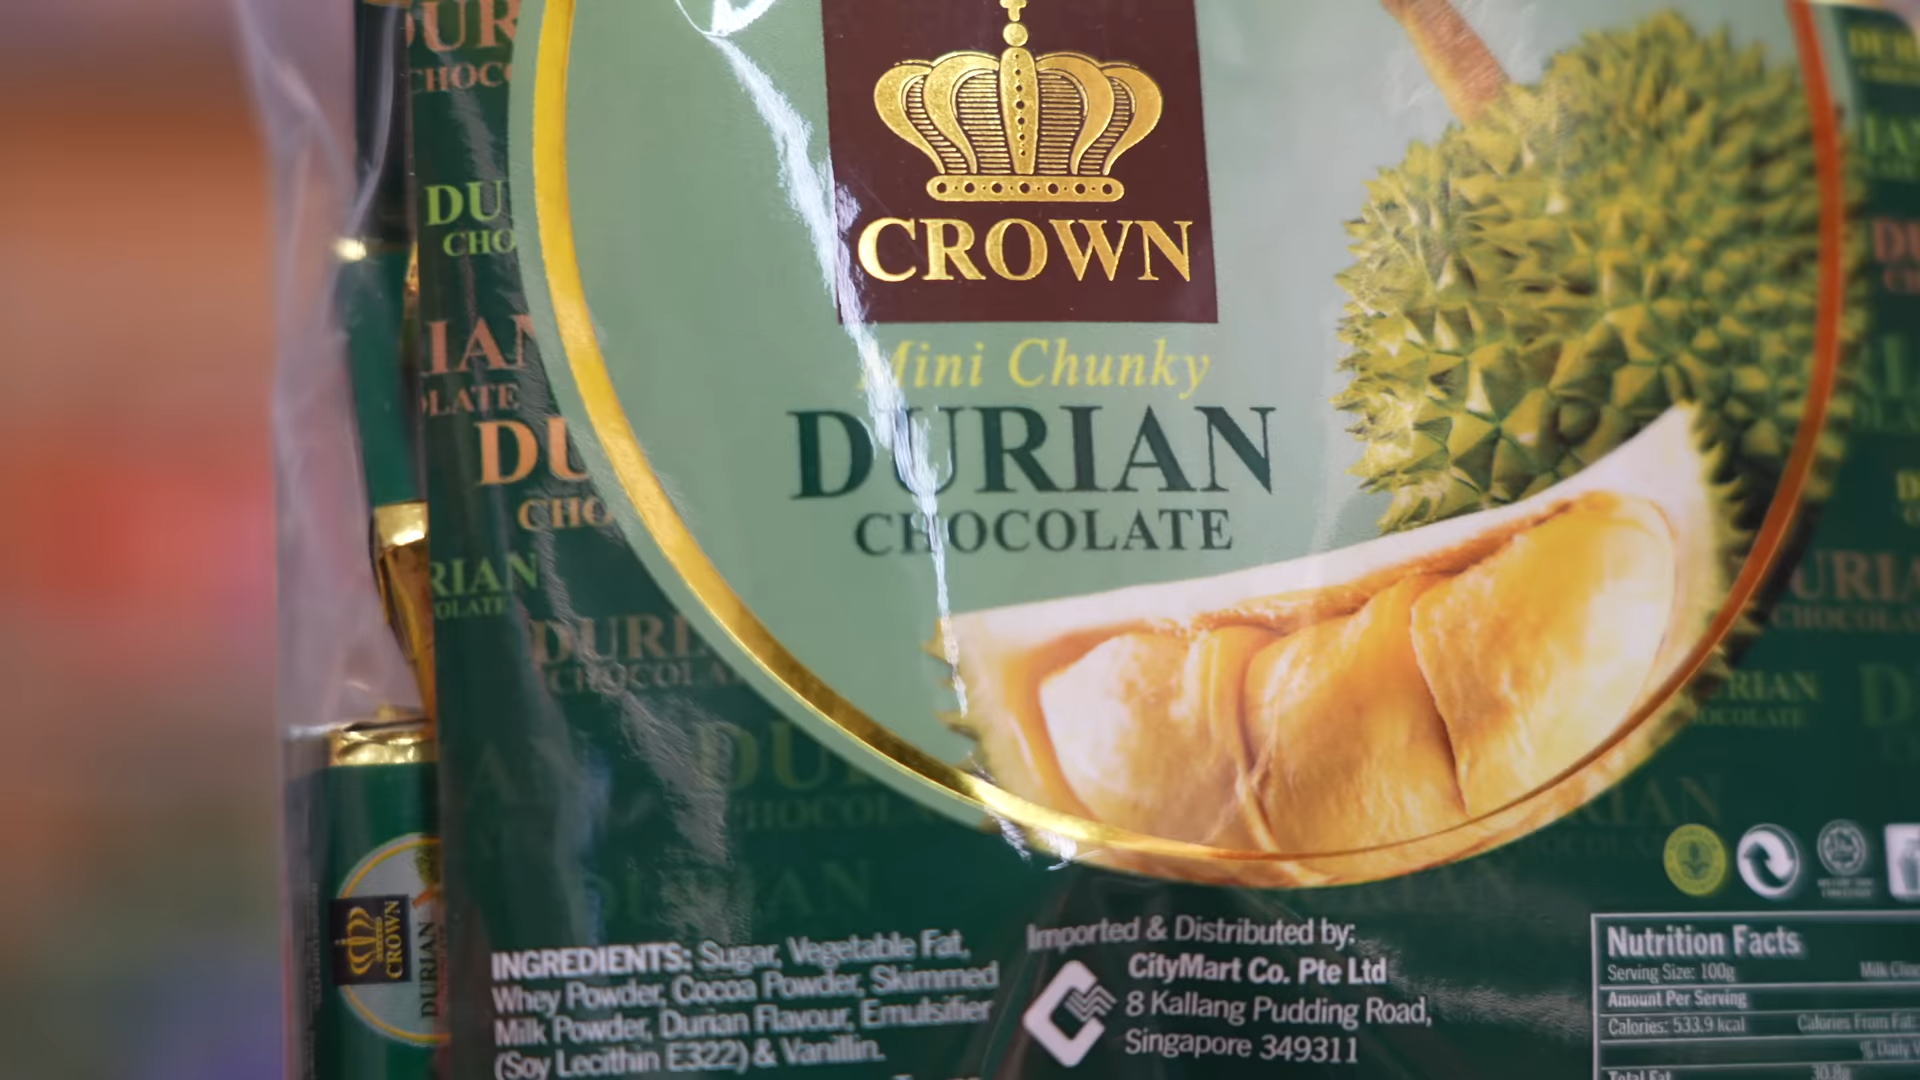 CROWN
Mini Chunky
DURIAN
CHOCOLATE
INGREDIENTS: Sugar, Vegetable Fat,
Whey Powder, Cocoa Powder, Skimmed
Milk Powder, Durian Flavour, Emulsifier
(Soy Lecithin E322) & Vanillin.
Imported & Distributed by:
CityMart Co. Pte Ltd
8 Kallang Pudding Road,
Singapore 349311
Nutrition Facts
Serving Size: 100g
Amount Per Serving
Calories: 533.9 kcal Calories From Fat:
% Daily
Total Fat 30.8g
CROWN
DURIAN
DURIAN
CHOCOLATE